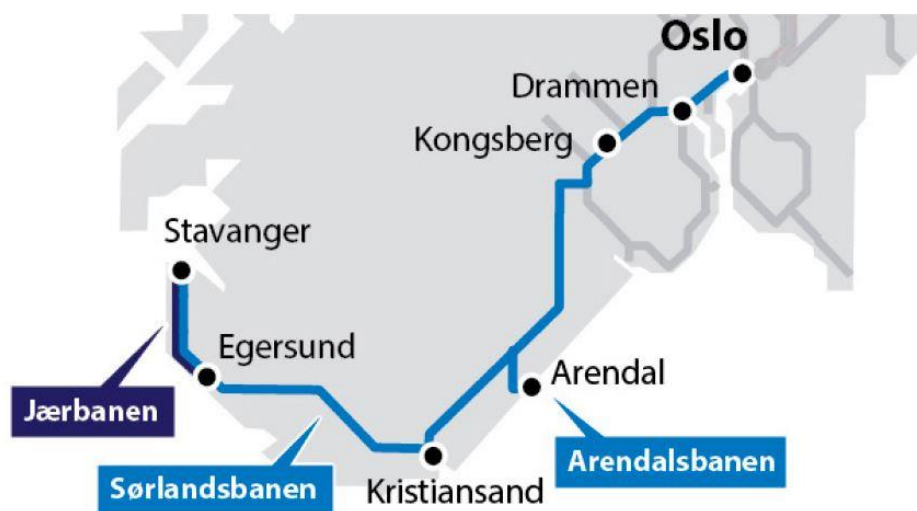 Oslo
Drammen
Kongsberg
Stavanger
Egersund
Arendal
Jærbanen
Arendalsbanen
Sørlandsbanen
Kristiansand